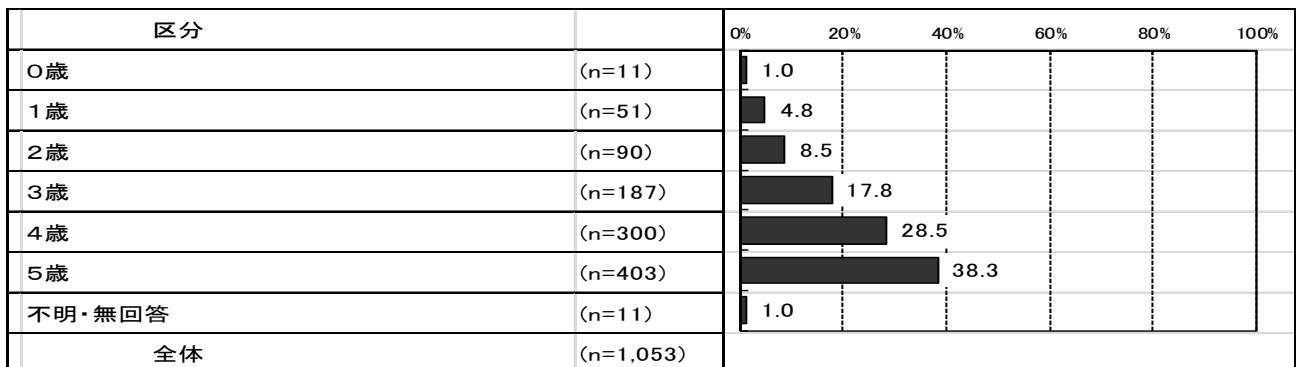 区分 0% 20% 40% 60% 80% 100%
0歳 (n=11) 1.0
1歳 (n=51) 4.8
2歳 (n=90) 8.5
3歳 (n=187) 17.8
4歳 (n=300) 28.5
5歳 (n=403) 38.3
不明・無回答 (n=11) 1.0
全体 (n=1,053)